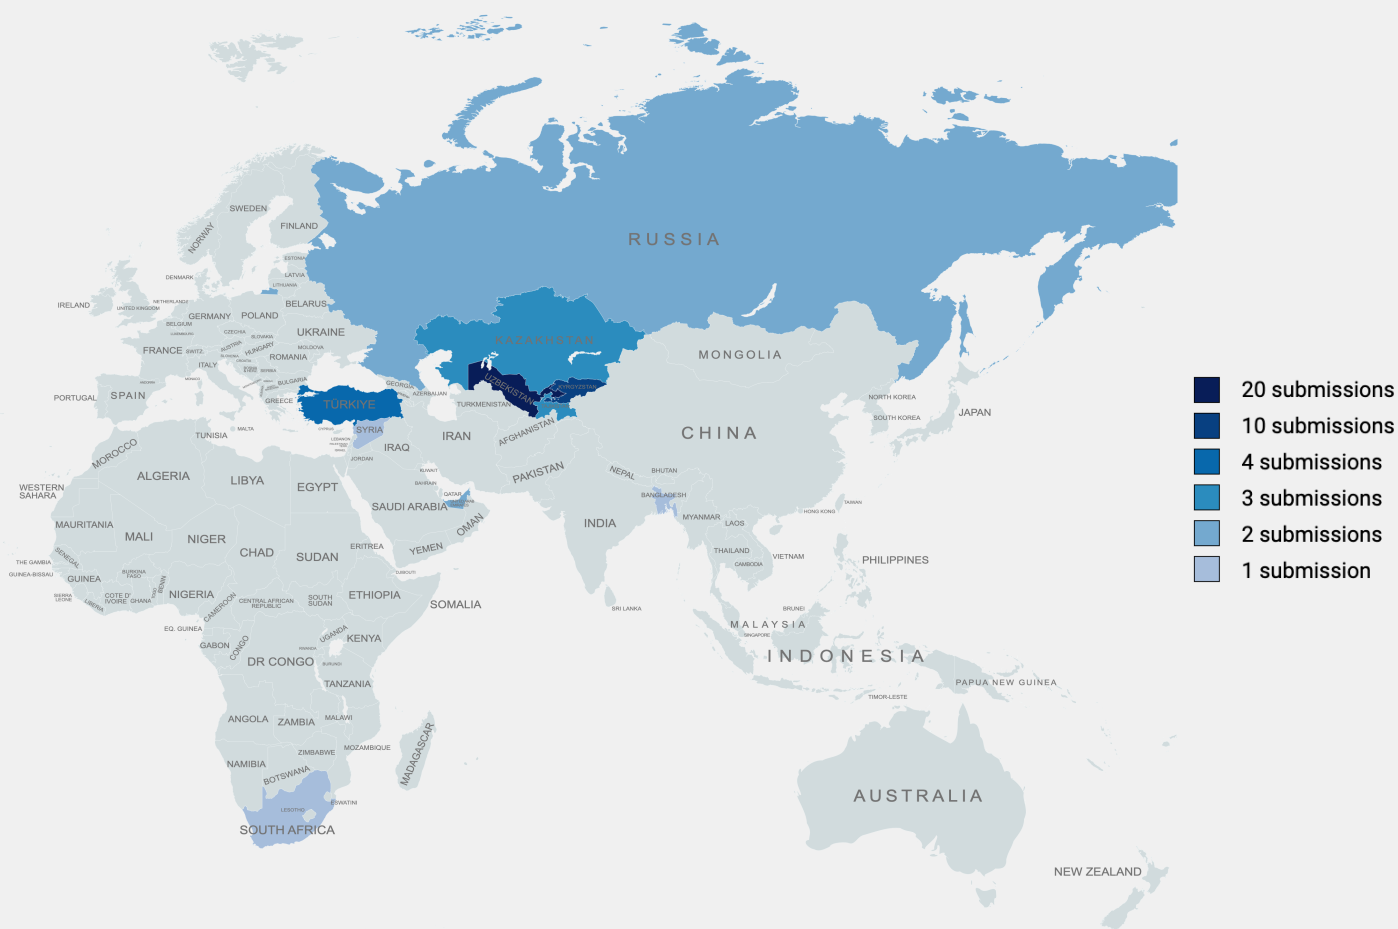 SWEDEN
NORWAY
FINLAND
RUSSIA
ESTONIA
LATVIA
LITHUANIA
DENMARK
IRELAND
UNITED KINGDOM
NETHERLANDS
BELARUS
GERMANY
POLAND
BELGIUM
UKRAINE
CZECHIA
SLOVAKIA
LUXEMBOURG
FRANCE
SWITZ.
AUSTRIA
HUNGARY
MOLDOVA
ROMANIA
ITALY
MONACO
BULGARIA
PORTUGAL
SPAIN
GREECE
MALTA
GEORGIA
AZERBAIJAN
TÜRKIYE
KAZAKHSTAN
UZBEKISTAN
KYRGYZSTAN
TURKMENISTAN
MONGOLIA
NORTH KOREA
SOUTH KOREA
JAPAN
CHINA
20 submissions
10 submissions
4 submissions
3 submissions
2 submissions
1 submission
CYPRUS
SYRIA
LEBANON
IRAQ
IRAN
AFGHANISTAN
JORDAN
KUWAIT
BAHRAIN
QATAR
SAUDI ARABIA
OMAN
YEMEN
PAKISTAN
NEPAL
BHUTAN
BANGLADESH
INDIA
MYANMAR
LAOS
TAIWAN
HONG KONG
THAILAND
VIETNAM
CAMBODIA
PHILIPPINES
SRI LANKA
BRUNEI
MALAYSIA
SINGAPORE
INDONESIA
PAPUA NEW GUINEA
TIMOR-LESTE
MOROCCO
TUNISIA
ALGERIA
LIBYA
EGYPT
WESTERN
SAHARA
MAURITANIA
MALI
NIGER
CHAD
SUDAN
ERITREA
DJIBOUTI
THE GAMBIA
SENEGAL
GUINEA-BISSAU
GUINEA
BURKINA
FASO
BENIN
SIERRA
LEONE
LIBERIA
COTE D'
IVOIRE
GHANA
NIGERIA
CAMEROON
CENTRAL AFRICAN
REPUBLIC
SOUTH
SUDAN
ETHIOPIA
SOMALIA
EQ. GUINEA
GABON
CONGO
DR CONGO
UGANDA
KENYA
RWANDA
BURUNDI
TANZANIA
ANGOLA
ZAMBIA
MALAWI
MOZAMBIQUE
ZIMBABWE
MADAGASCAR
NAMIBIA
BOTSWANA
ESWATINI
LESOTHO
SOUTH AFRICA
AUSTRALIA
NEW ZEALAND